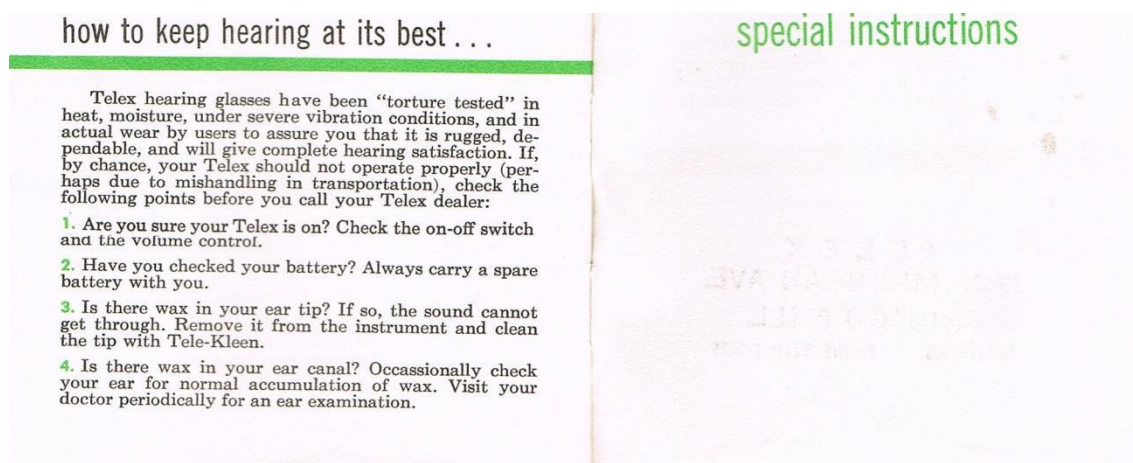 how to keep hearing at its best . . .
Telex hearing glasses have been “torture tested” in
heat, moisture, under severe vibration conditions, and in
actual wear by users to assure you that it is rugged, de-
pendable, and will give complete hearing satisfaction. If,
by chance, your Telex should not operate properly (per-
haps due to mishandling in transportation), check the
following points before you call your Telex dealer:
1. Are you sure your Telex is on? Check the on-off switch
and the volume control.
2. Have you checked your battery? Always carry a spare
battery with you.
3. Is there wax in your ear tip? If so, the sound cannot
get through. Remove it from the instrument and clean
the tip with Tele-Kleen.
4. Is there wax in your ear canal? Occassionally check
your ear for normal accumulation of wax. Visit your
doctor periodically for an ear examination.
special instructions